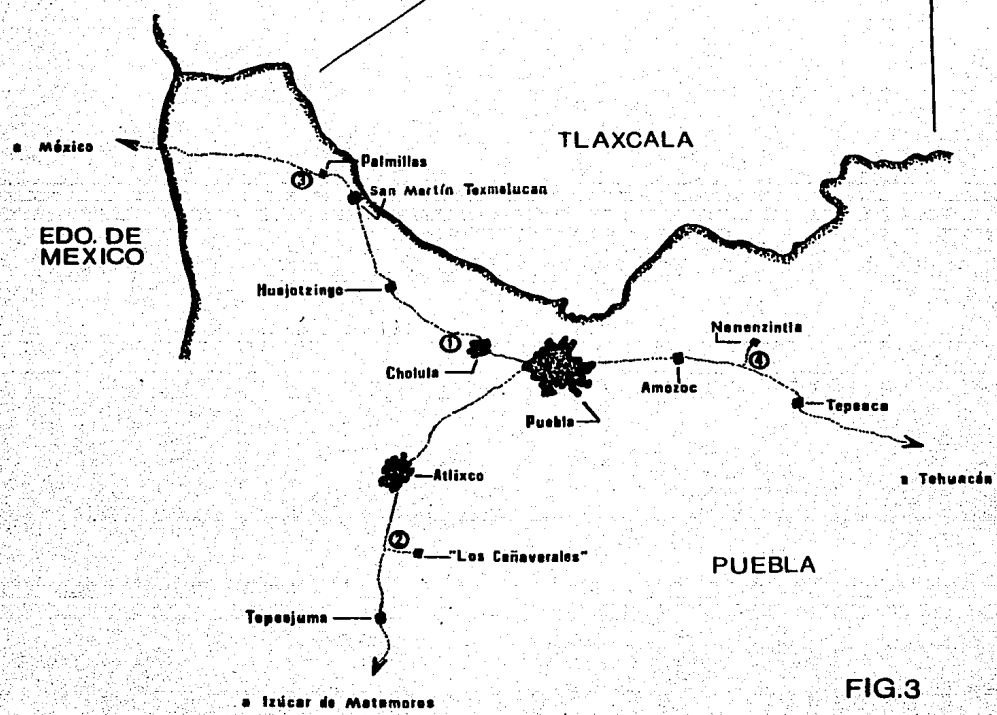 TLAXCALA
a México
Palmillas
③
San Martín Texmelucan
EDO. DE
MEXICO
Huejotzingo
Nenenzintla
①
④
Cholula
Amozoc
Tepeaca
Puebla
Atlixco
a Tehuacán
②
"Los Cañaverales"
PUEBLA
Tepeojuma
a Izúcar de Matamoros
FIG.3